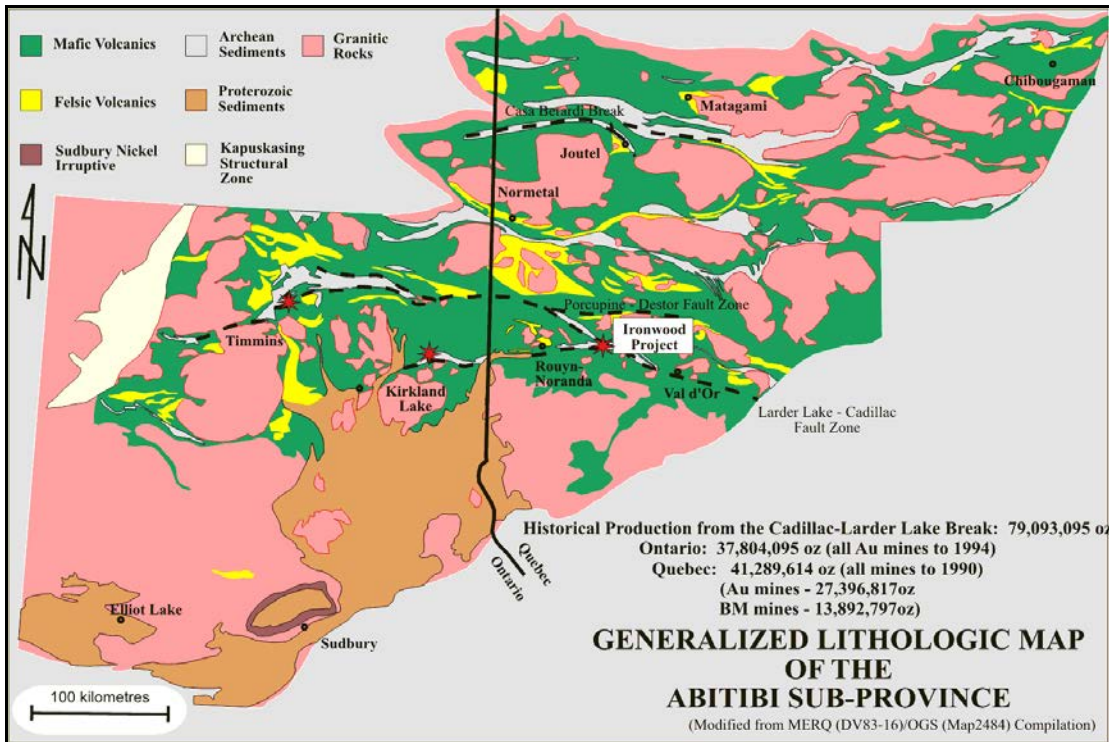 Mafic Volcanics
Archean
Sediments
Granitic
Rocks
Felsic Volcanics
Proterozoic
Sediments
Sudbury Nickel
Irruptive
Kapuskasing
Structural
Zone
N
Chibougamau
Matagami
Casa Berardi Break
Joutel
Normetal
Porcupine - Destor Fault Zone
Timmins
Ironwood
Project
Rouyn-
Noranda
Kirkland
Lake
Val d'Or
Larder Lake - Cadillac
Fault Zone
Quebec
Ontario
Historical Production from the Cadillac-Larder Lake Break: 79,093,095 oz
Ontario: 37,804,095 oz (all Au mines to 1994)
Quebec: 41,289,614 oz (all mines to 1990)
(Au mines - 27,396,817oz
BM mines - 13,892,797oz)
Elliot Lake
Sudbury
GENERALIZED LITHOLOGIC MAP
OF THE
ABITIBI SUB-PROVINCE
(Modified from MERQ (DV83-16)/OGS (Map2484) Compilation)
100 kilometres